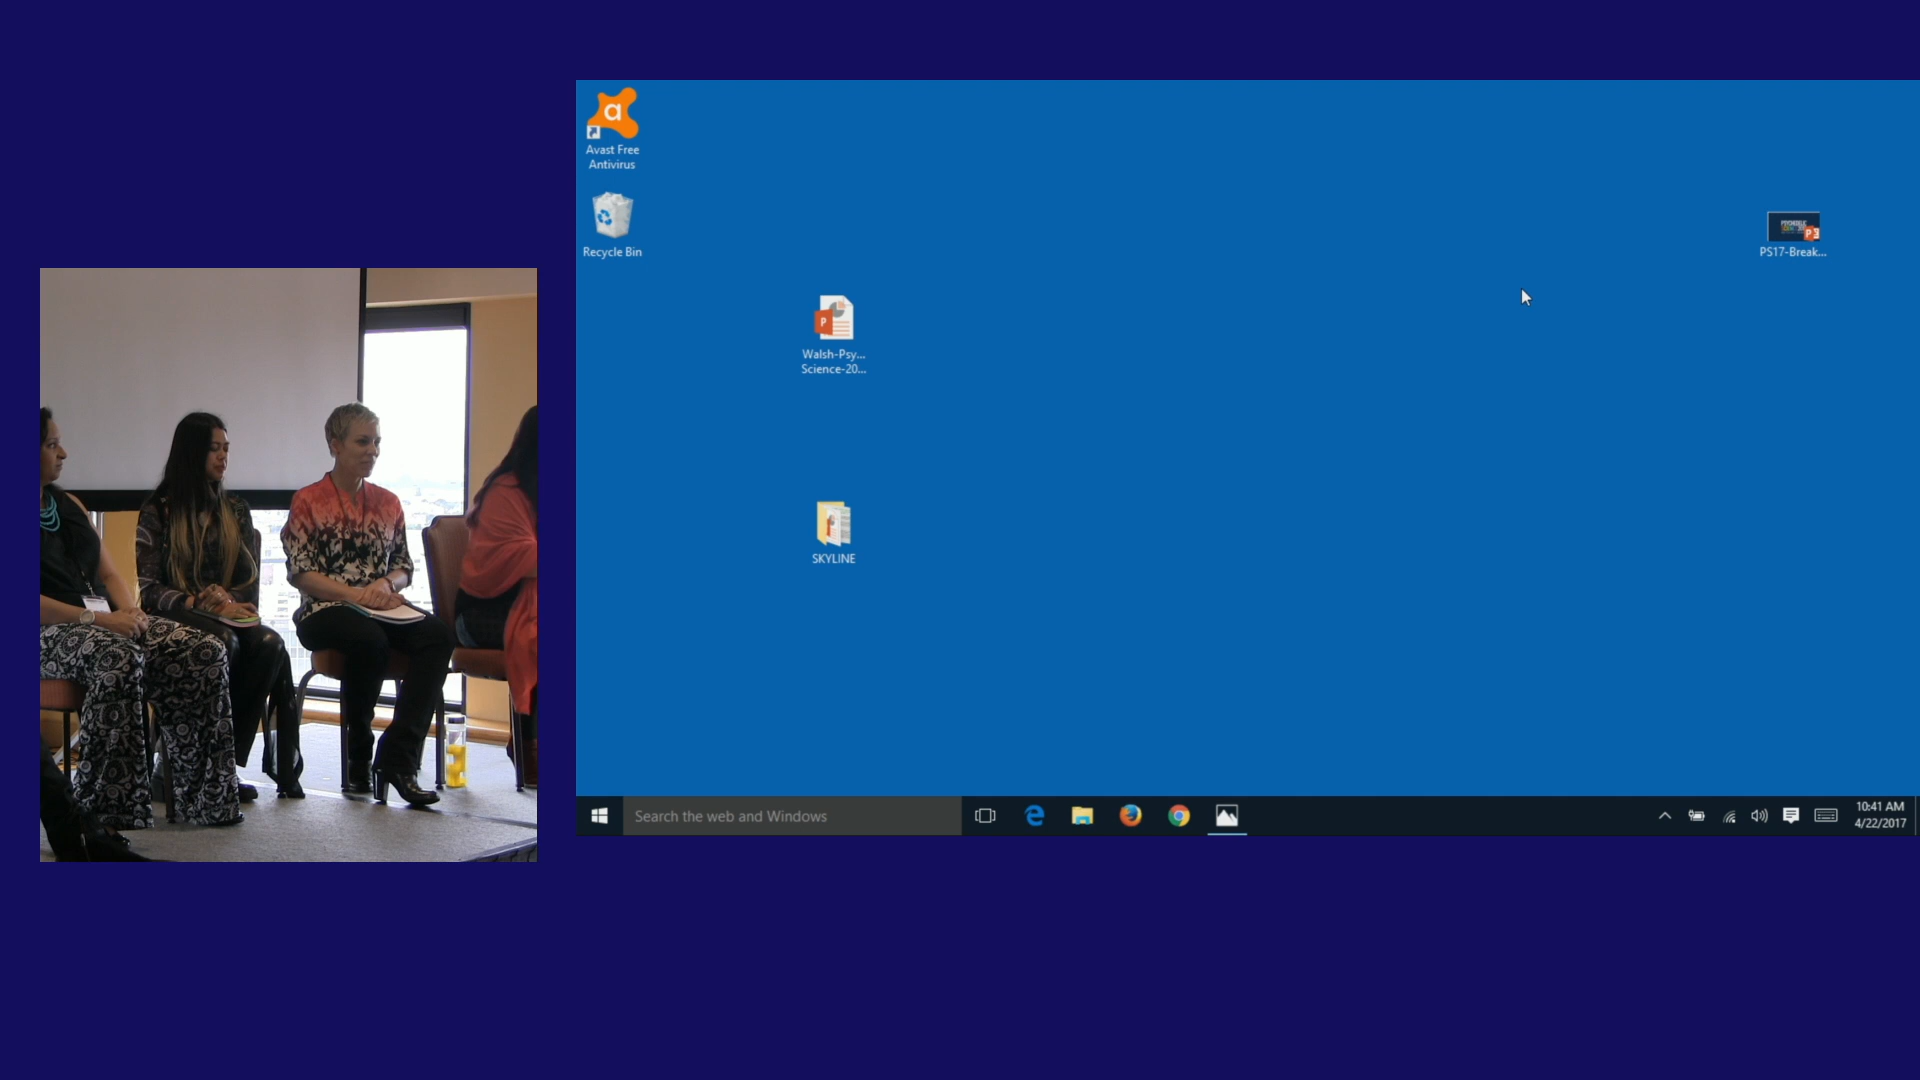 Avast Free
Antivirus
Recycle Bin
PS17-Break...
Walsh-Psy...
Science-20...
SKYLINE
Search the web and Windows
10:41 AM
4/22/2017